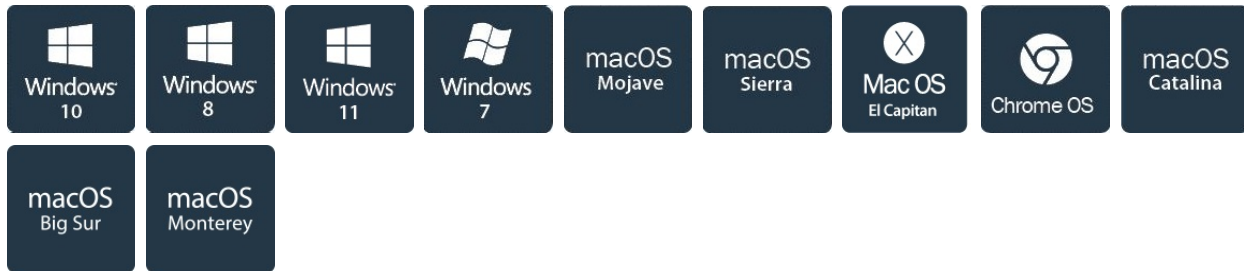 Windows
10
Windows
8
Windows
11
Windows
7
macOS
Mojave
macOS
Sierra
X
Mac OS
El Capitan
Chrome OS
macOS
Catalina
macOS
Big Sur
macOS
Monterey